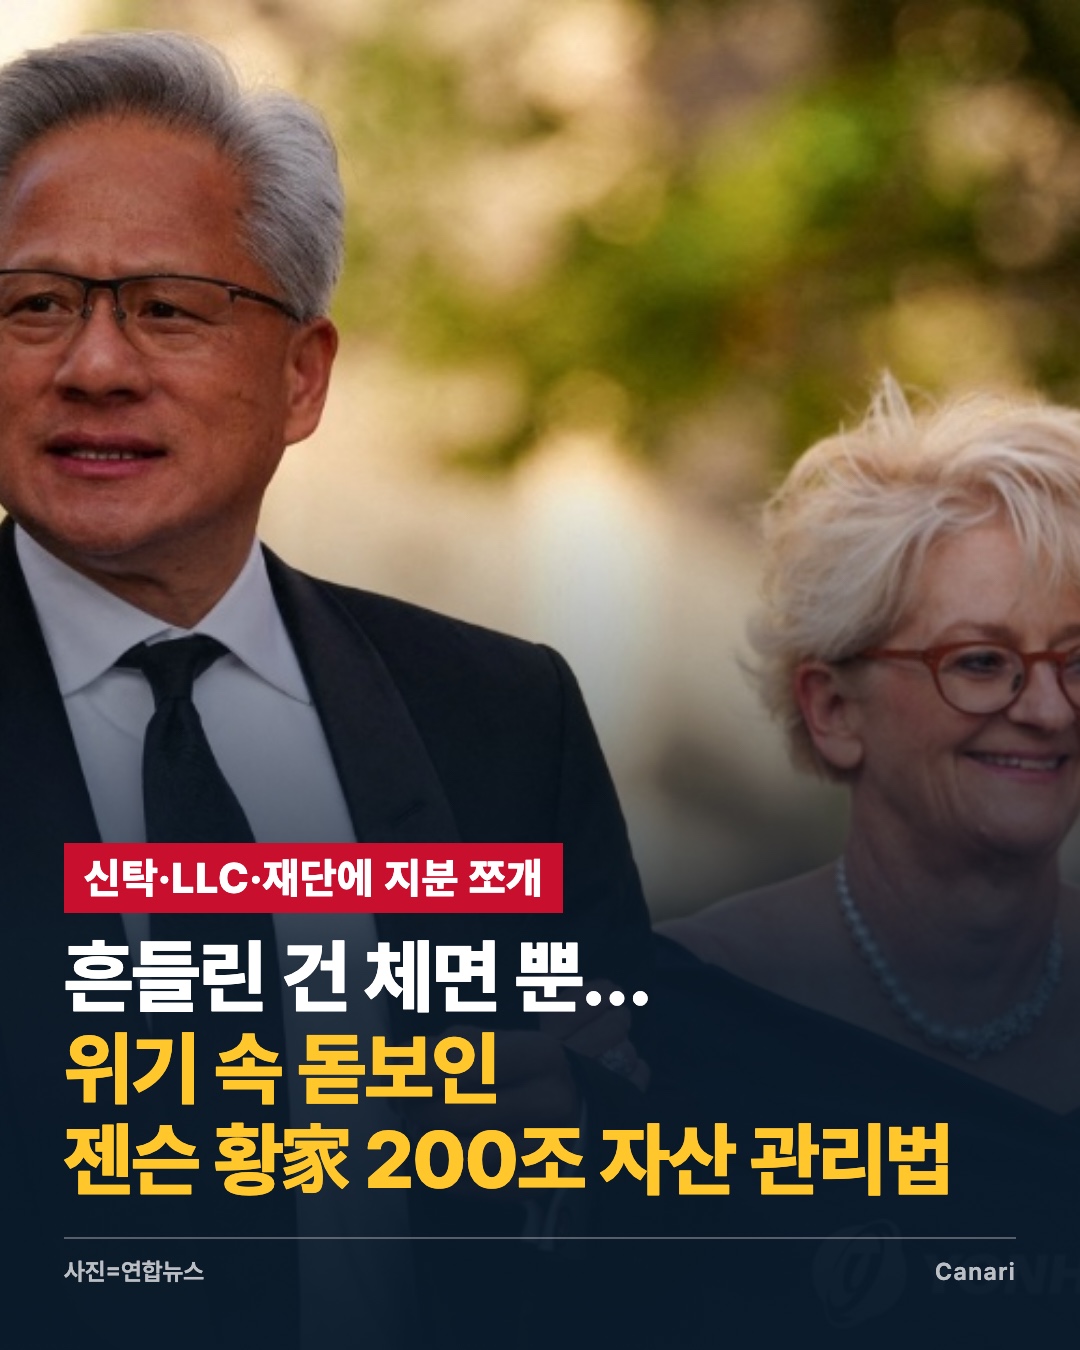 신탁·LLC·재단에 지분 쪼개
흔들린 건 체면 뿐...
위기 속 돋보인
젠슨 황家 200조 자산 관리법
사진=연합뉴스
Canari